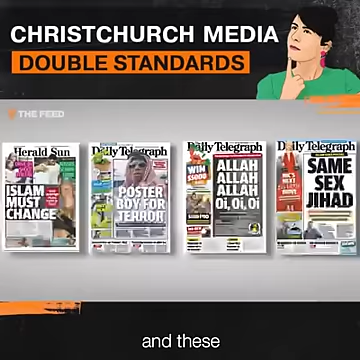 CHRISTCHURCH MEDIA
DOUBLE STANDARDS
THE FEED
Herald Sun
ISLAM
MUST
CHANGE
Daily Telegraph
POSTER
BOY FOR
TERROR
Daily Telegraph
WIN
$5000
ALLAH
ALLAH
ALLAH
Oi, Oi, Oi
Daily Telegraph
SAME
SEX
JIHAD
and these